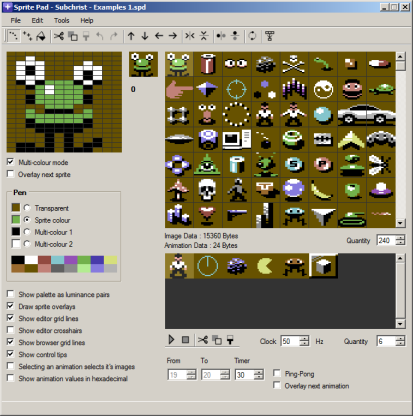 Sprite Pad - Subchrist - Examples 1.spd
File Edit Tools Help
0
Multi-colour mode
Overlay next sprite
Pen
Transparent
Sprite colour
Multi-colour 1
Multi-colour 2
Show palette as luminance pairs
Draw sprite overlays
Show editor grid lines
Show editor crosshairs
Show browser grid lines
Show control tips
Selecting an animation selects it's images
Show animation values in hexadecimal
Image Data : 15360 Bytes
Animation Data : 24 Bytes
Quantity 240
Clock 50 Hz Quantity 6
From To Timer
19 20 30
Ping-Pong
Overlay next animation